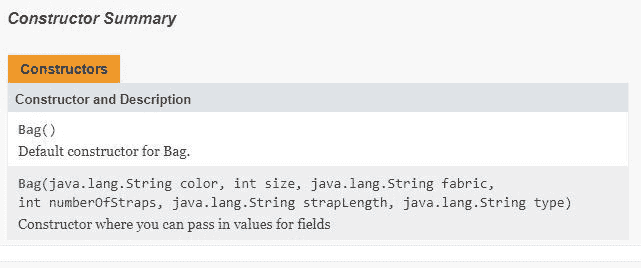 Constructor Summary
Constructors
Constructor and Description
Bag()
Default constructor for Bag.
Bag(java.lang.String color, int size, java.lang.String fabric,
int numberOfStraps, java.lang.String strapLength, java.lang.String type)
Constructor where you can pass in values for fields